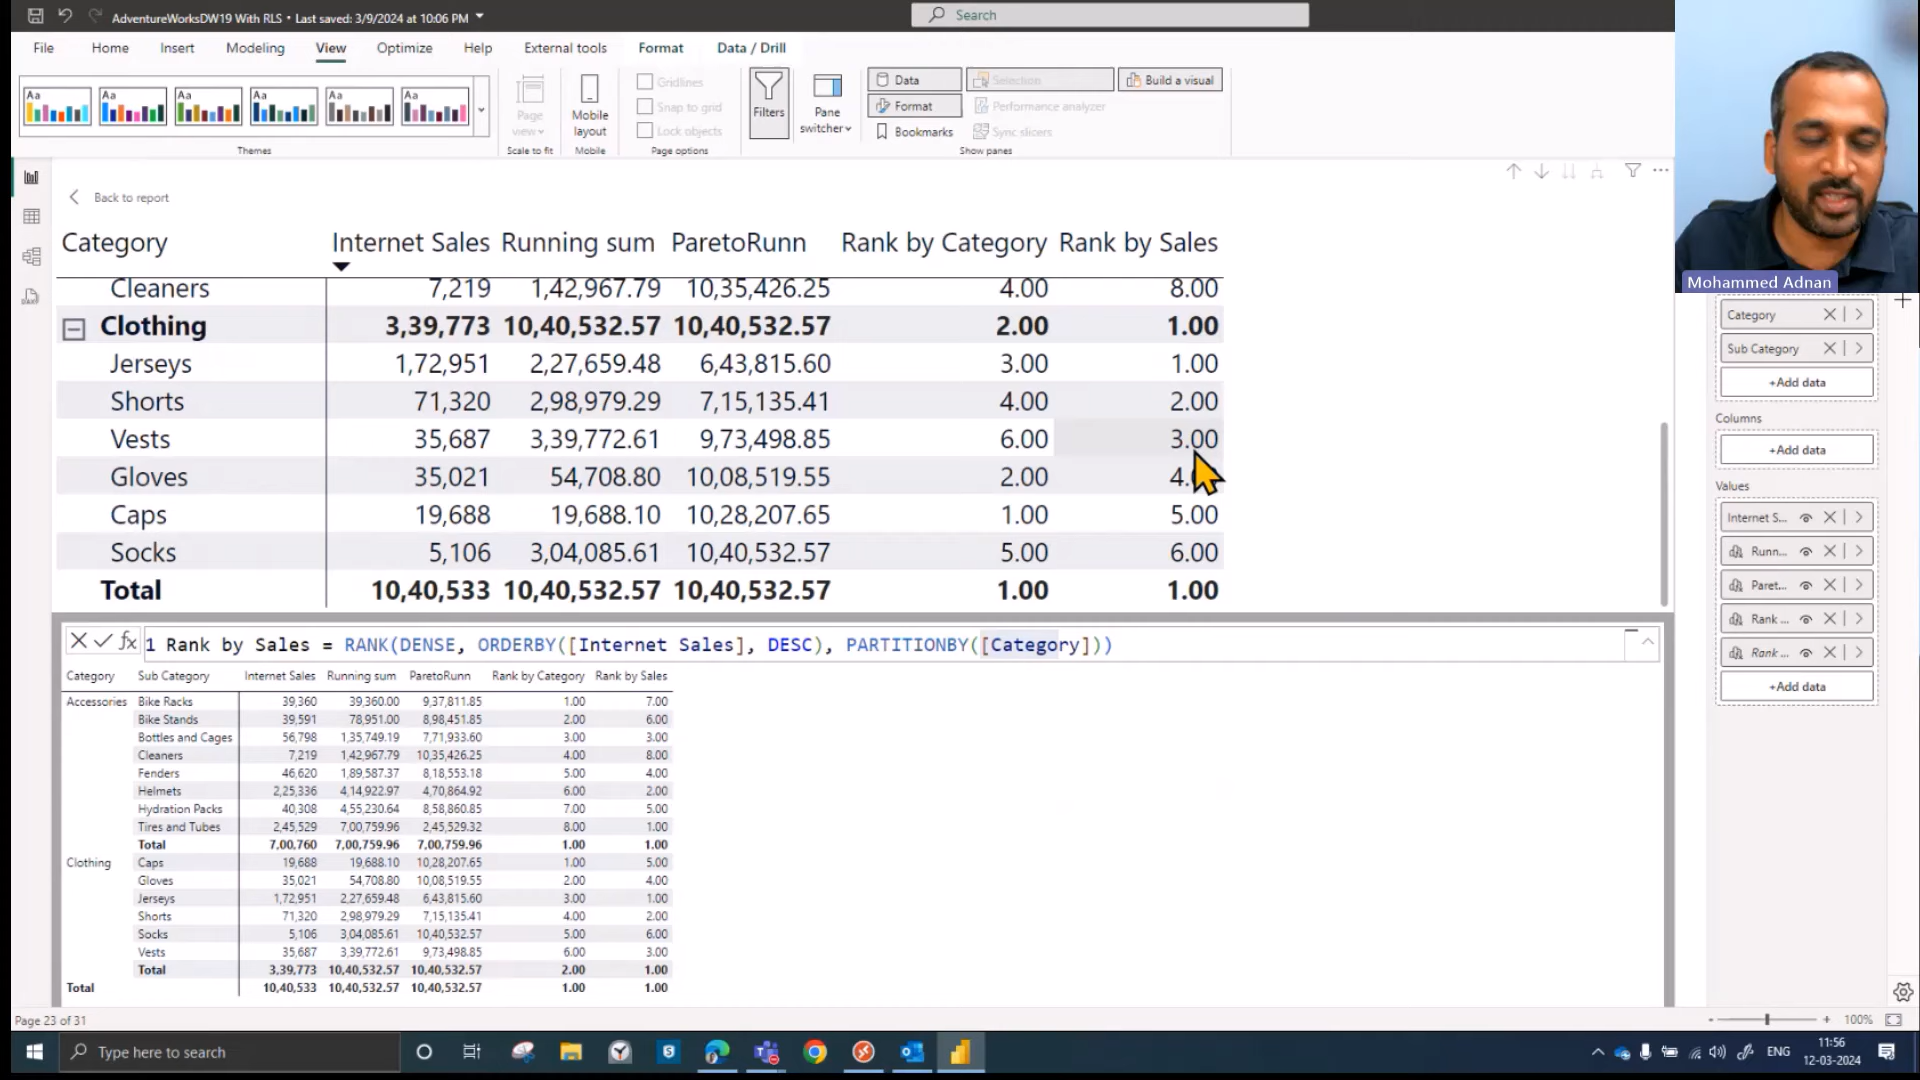 AdventureWorksDW19 With RLS • Last saved: 3/9/2024 at 10:06 PM
Search
File Home Insert Modeling View Optimize Help External tools Format Data / Drill
Aa Aa Aa Aa Aa Aa
Themes
Page view
Scale to fit
Mobile layout
Mobile
Gridlines
Snap to grid
Lock objects
Page options
Filters
Pane switcher
Data Selection Build a visual
Format Performance analyzer
Bookmarks Sync slicers
Show panes
Back to report
Category Internet Sales Running sum ParetoRunn Rank by Category Rank by Sales
Cleaners 7,219 1,42,967.79 10,35,426.25 4.00 8.00
Clothing 3,39,773 10,40,532.57 10,40,532.57 2.00 1.00
Jerseys 1,72,951 2,27,659.48 6,43,815.60 3.00 1.00
Shorts 71,320 2,98,979.29 7,15,135.41 4.00 2.00
Vests 35,687 3,39,772.61 9,73,498.85 6.00 3.00
Gloves 35,021 54,708.80 10,08,519.55 2.00
Caps 19,688 19,688.10 10,28,207.65 1.00 5.00
Socks 5,106 3,04,085.61 10,40,532.57 5.00 6.00
Total 10,40,533 10,40,532.57 10,40,532.57 1.00 1.00
Mohammed Adnan
Category
Sub Category
+Add data
Columns
+Add data
Values
Internet S...
Runn...
Paret...
Rank ...
Rank ...
+Add data
1 Rank by Sales = RANK(DENSE, ORDERBY([Internet Sales], DESC), PARTITIONBY([Category]))
Category Sub Category Internet Sales Running sum ParetoRunn Rank by Category Rank by Sales
Accessories Bike Racks 39,360 39,360.00 9,37,811.85 1.00 7.00
Bike Stands 39,591 78,951.00 8,98,451.85 2.00 6.00
Bottles and Cages 56,798 1,35,749.19 7,71,933.60 3.00 3.00
Cleaners 7,219 1,42,967.79 10,35,426.25 4.00 8.00
Fenders 46,620 1,89,587.37 8,18,553.18 5.00 4.00
Helmets 2,25,336 4,14,922.97 4,70,864.92 6.00 2.00
Hydration Packs 40,308 4,55,230.64 8,58,860.85 7.00 5.00
Tires and Tubes 2,45,529 7,00,759.96 2,45,529.32 8.00 1.00
Total 7,00,760 7,00,759.96 7,00,759.96 1.00 1.00
Clothing Caps 19,688 19,688.10 10,28,207.65 1.00 5.00
Gloves 35,021 54,708.80 10,08,519.55 2.00 4.00
Jerseys 1,72,951 2,27,659.48 6,43,815.60 3.00 1.00
Shorts 71,320 2,98,979.29 7,15,135.41 4.00 2.00
Socks 5,106 3,04,085.61 10,40,532.57 5.00 6.00
Vests 35,687 3,39,772.61 9,73,498.85 6.00 3.00
Total 3,39,773 10,40,532.57 10,40,532.57 2.00 1.00
Total 10,40,533 10,40,532.57 10,40,532.57 1.00 1.00
Page 23 of 31
100%
Type here to search
ENG
11:56
12-03-2024